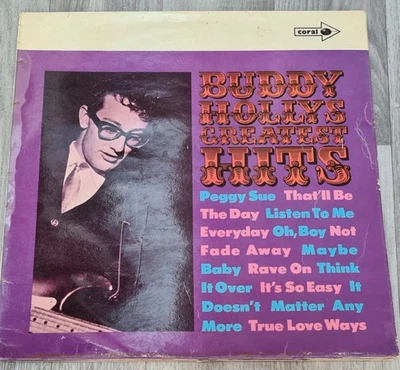 coral
BUDDY
HOLLYS
GREATEST
HITS
Peggy Sue That'll Be
The Day Listen To Me
Everyday Oh, Boy Not
Fade Away Maybe
Baby Rave On Think
It Over It's So Easy It
Doesn't Matter Any
More True Love Ways